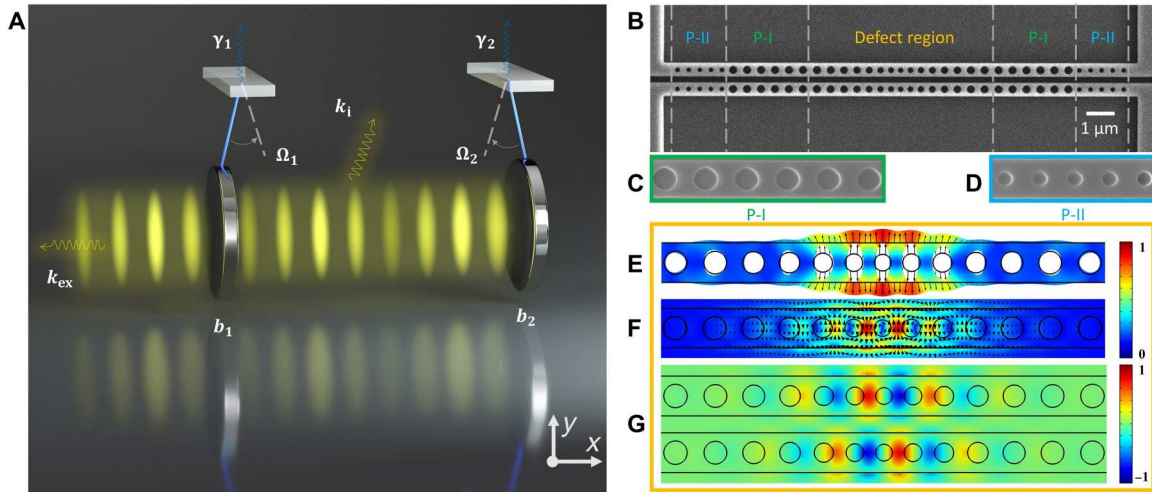 A
γ1
γ2
ki
Ω1
Ω2
kex
b1
b2
y
x
B
P-II
P-I
Defect region
P-I
P-II
1 μm
C
D
P-I
P-II
E
F
G
1
0
1
−1